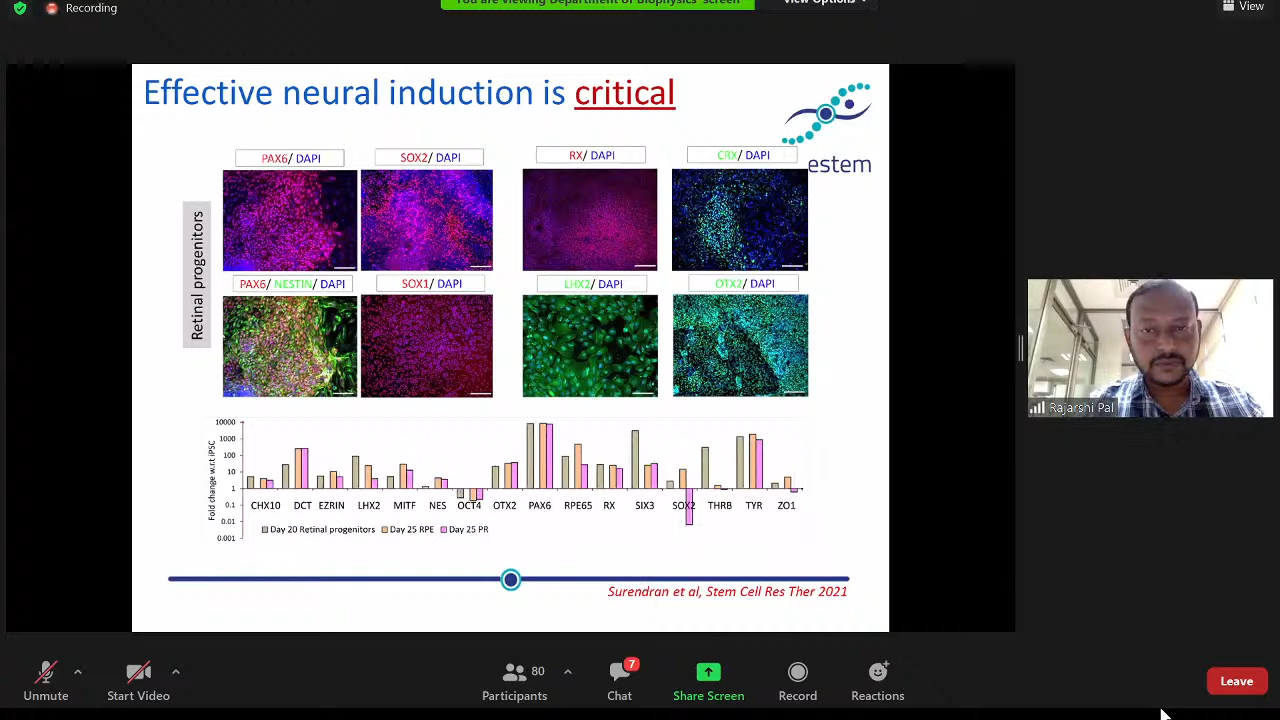 Recording
You are viewing Department of Biophysics' screen
View Options
View
Effective neural induction is critical
estem
PAX6/ DAPI
SOX2/ DAPI
RX/ DAPI
CRX/ DAPI
Retinal progenitors
PAX6/ NESTIN/ DAPI
SOX1/ DAPI
LHX2/ DAPI
OTX2/ DAPI
Fold change w.r.t iPSC
10000
1000
100
10
1
0.1
0.01
0.001
CHX10 DCT EZRIN LHX2 MITF NES OCT4 OTX2 PAX6 RPE65 RX SIX3 SOX2 THRB TYR ZO1
Day 20 Retinal progenitors Day 25 RPE Day 25 PR
Surendran et al, Stem Cell Res Ther 2021
Rajarshi Pal
Unmute
Start Video
80
Participants
7
Chat
Share Screen
Record
Reactions
Leave